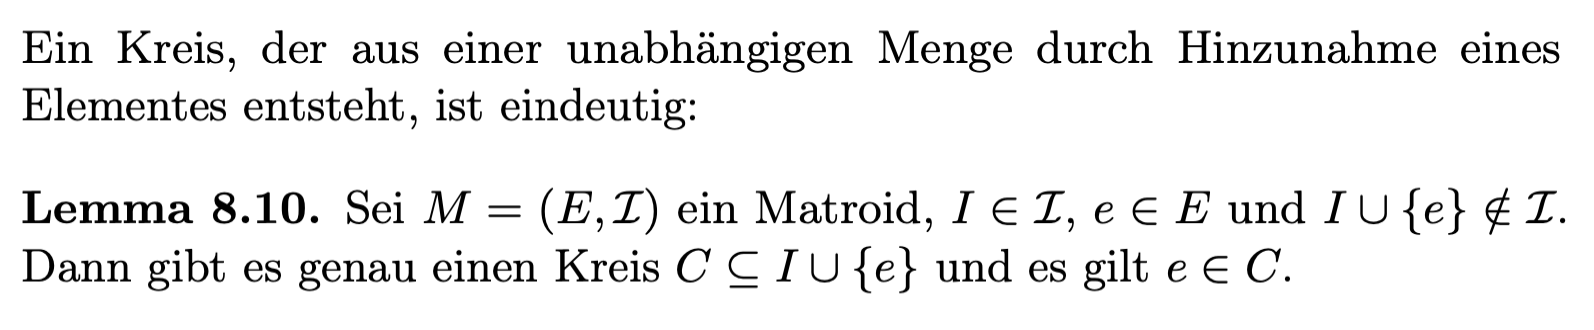 Ein Kreis, der aus einer unabhängigen Menge durch Hinzunahme eines
Elementes entsteht, ist eindeutig:
Lemma 8.10. Sei M = (E, ℐ) ein Matroid, I ∈ ℐ, e ∈ E und I ∪ {e} ∉ ℐ.
Dann gibt es genau einen Kreis C ⊆ I ∪ {e} und es gilt e ∈ C.